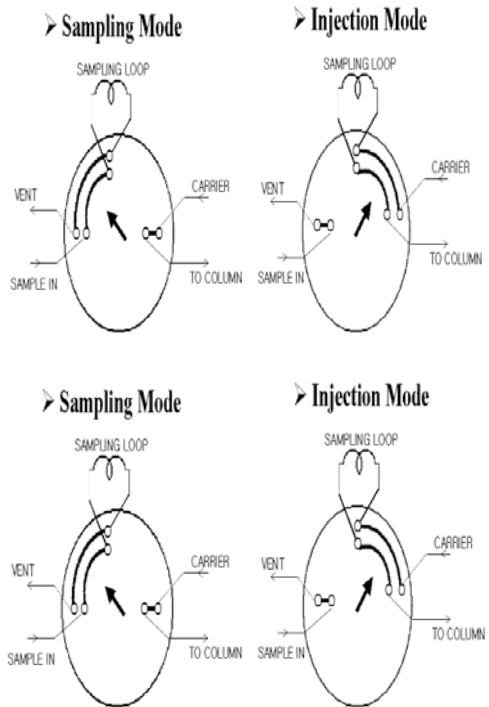 ➢ Sampling Mode
➢ Injection Mode
SAMPLING LOOP
SAMPLING LOOP
VENT
CARRIER
VENT
CARRIER
SAMPLE IN
TO COLUMN
SAMPLE IN
TO COLUMN
➢ Sampling Mode
➢ Injection Mode
SAMPLING LOOP
SAMPLING LOOP
VENT
CARRIER
VENT
CARRIER
SAMPLE IN
TO COLUMN
SAMPLE IN
TO COLUMN